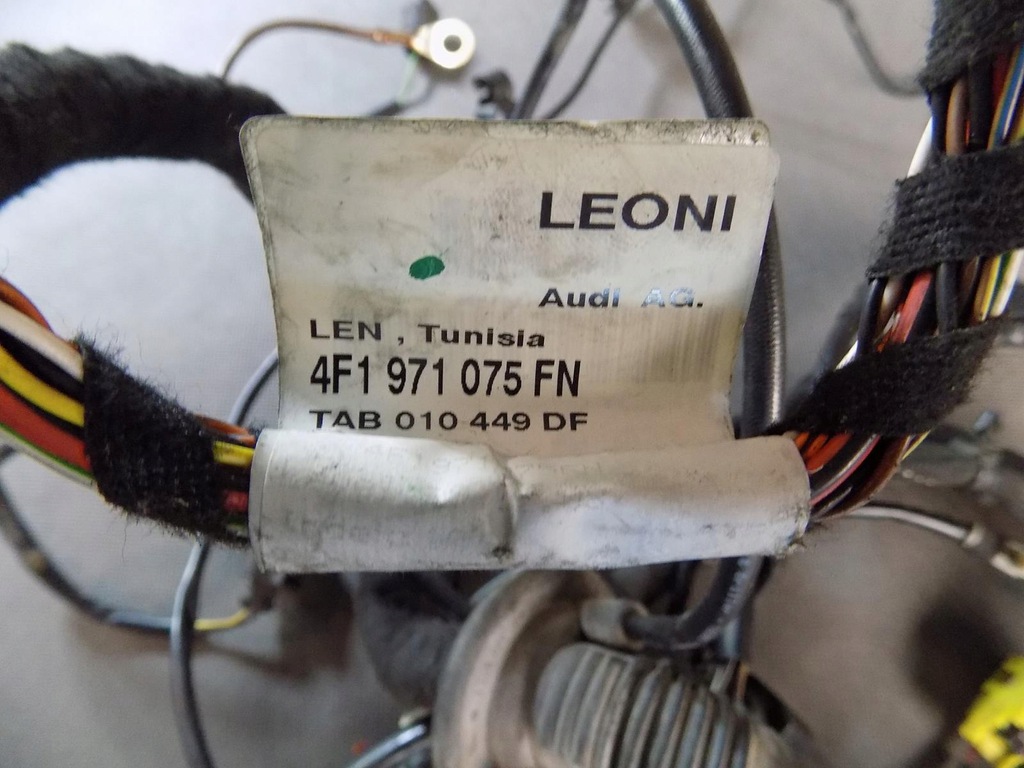 LEONI
Audi AG.
LEN , Tunisia
4F1 971 075 FN
TAB 010 449 DF